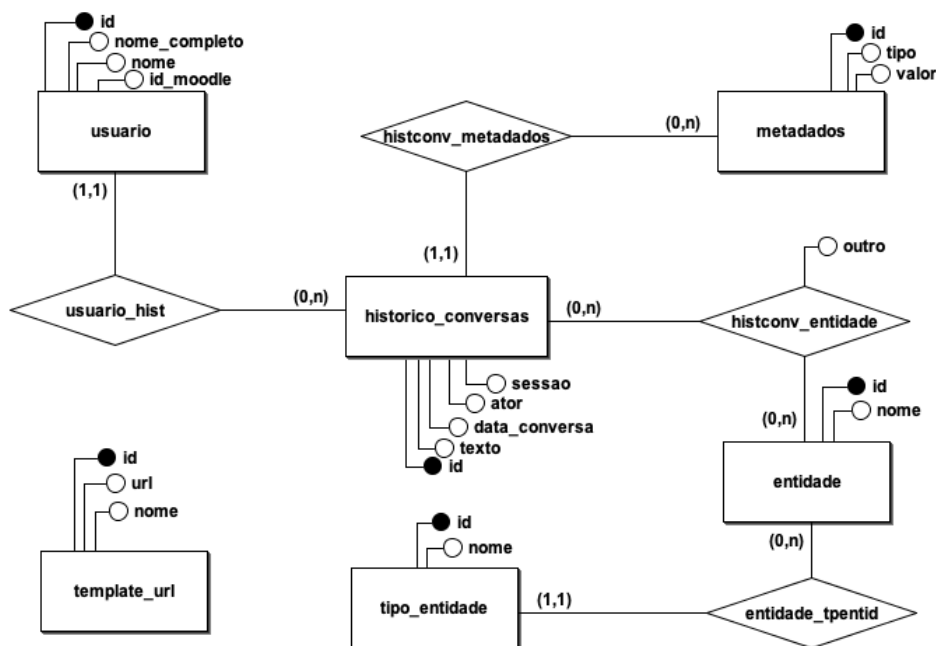 id
nome_completo
nome
id_moodle
usuario
(1,1)
usuario_hist
(0,n)
id
tipo
valor
metadados
(0,n)
histconv_metadados
(1,1)
historico_conversas
(0,n)
outro
histconv_entidade
(0,n)
sessao
ator
data_conversa
texto
id
id
nome
entidade
(0,n)
entidade_tpentid
(1,1)
id
nome
tipo_entidade
id
url
nome
template_url